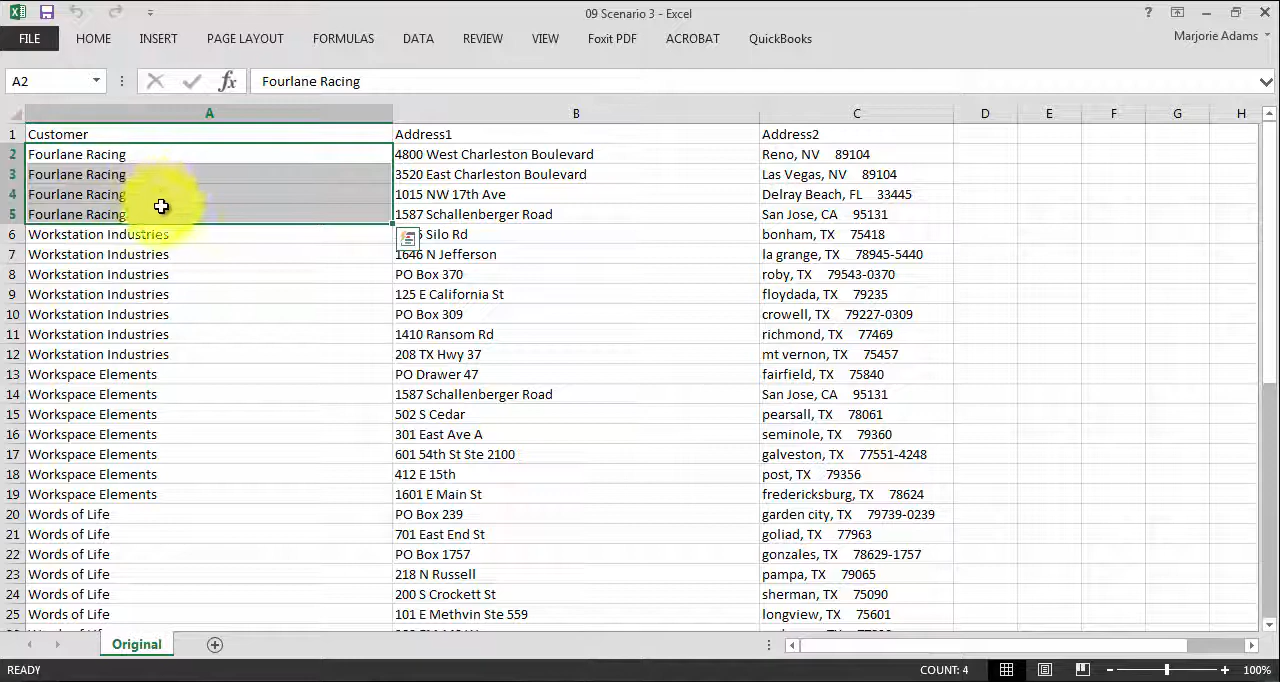 09 Scenario 3 - Excel
?
FILE HOME INSERT PAGE LAYOUT FORMULAS DATA REVIEW VIEW Foxit PDF ACROBAT QuickBooks Marjorie Adams
A2 fx Fourlane Racing
A B C D E F G H
1 Customer Address1 Address2
2 Fourlane Racing 4800 West Charleston Boulevard Reno, NV 89104
3 Fourlane Racing 3520 East Charleston Boulevard Las Vegas, NV 89104
4 Fourlane Racing 1015 NW 17th Ave Delray Beach, FL 33445
5 Fourlane Racing 1587 Schallenberger Road San Jose, CA 95131
6 Workstation Industries Silo Rd bonham, TX 75418
7 Workstation Industries 1646 N Jefferson la grange, TX 78945-5440
8 Workstation Industries PO Box 370 roby, TX 79543-0370
9 Workstation Industries 125 E California St floydada, TX 79235
10 Workstation Industries PO Box 309 crowell, TX 79227-0309
11 Workstation Industries 1410 Ransom Rd richmond, TX 77469
12 Workstation Industries 208 TX Hwy 37 mt vernon, TX 75457
13 Workspace Elements PO Drawer 47 fairfield, TX 75840
14 Workspace Elements 1587 Schallenberger Road San Jose, CA 95131
15 Workspace Elements 502 S Cedar pearsall, TX 78061
16 Workspace Elements 301 East Ave A seminole, TX 79360
17 Workspace Elements 601 54th St Ste 2100 galveston, TX 77551-4248
18 Workspace Elements 412 E 15th post, TX 79356
19 Workspace Elements 1601 E Main St fredericksburg, TX 78624
20 Words of Life PO Box 239 garden city, TX 79739-0239
21 Words of Life 701 East End St goliad, TX 77963
22 Words of Life PO Box 1757 gonzales, TX 78629-1757
23 Words of Life 218 N Russell pampa, TX 79065
24 Words of Life 200 S Crockett St sherman, TX 75090
25 Words of Life 101 E Methvin Ste 559 longview, TX 75601
Original
READY COUNT: 4 100%